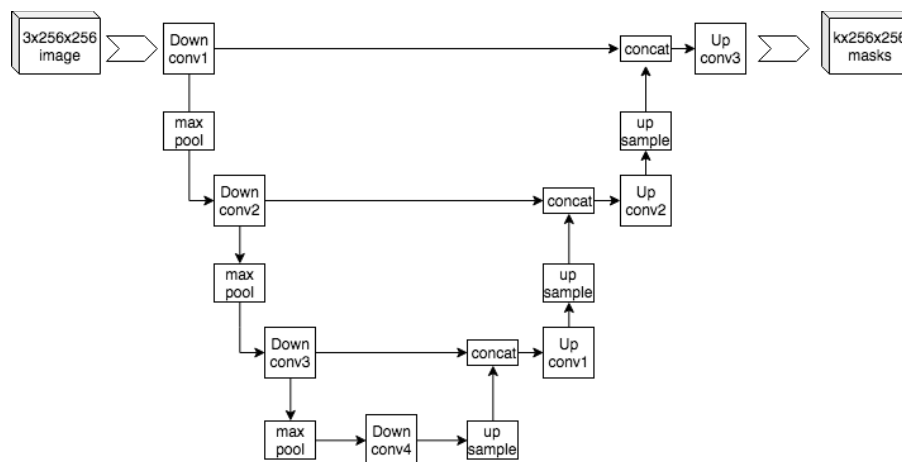 3x256x256
image
Down
conv1
concat
Up
conv3
kx256x256
masks
max
pool
up
sample
Down
conv2
concat
Up
conv2
max
pool
up
sample
Down
conv3
concat
Up
conv1
max
pool
Down
conv4
up
sample